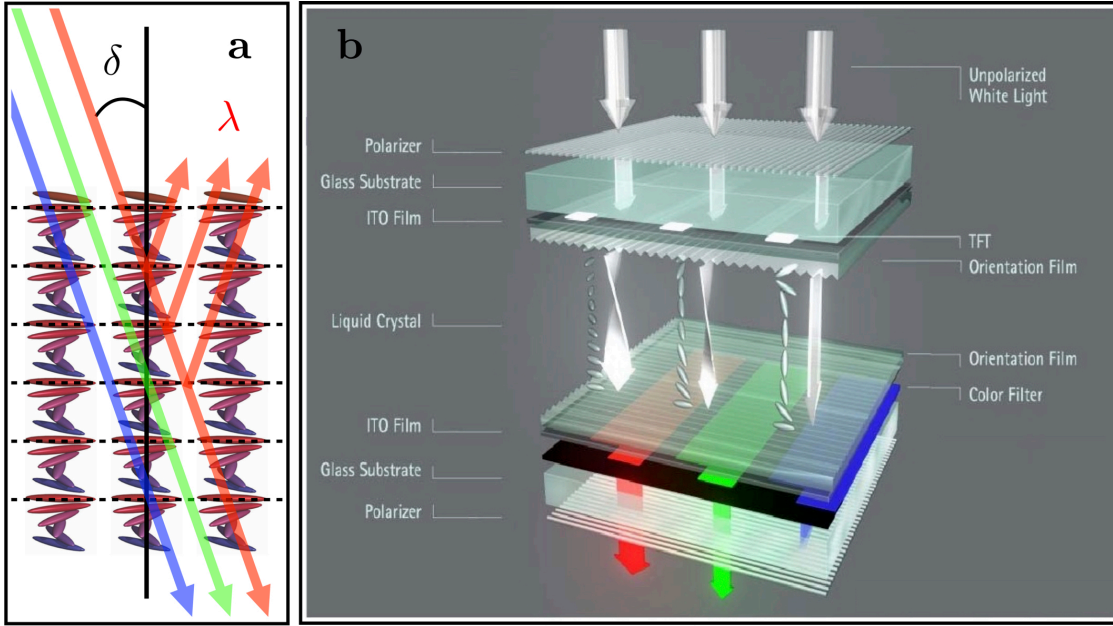 a
δ
λ
b
Unpolarized
White Light
Polarizer
Glass Substrate
ITO Film
TFT
Orientation Film
Liquid Crystal
Orientation Film
Color Filter
ITO Film
Glass Substrate
Polarizer